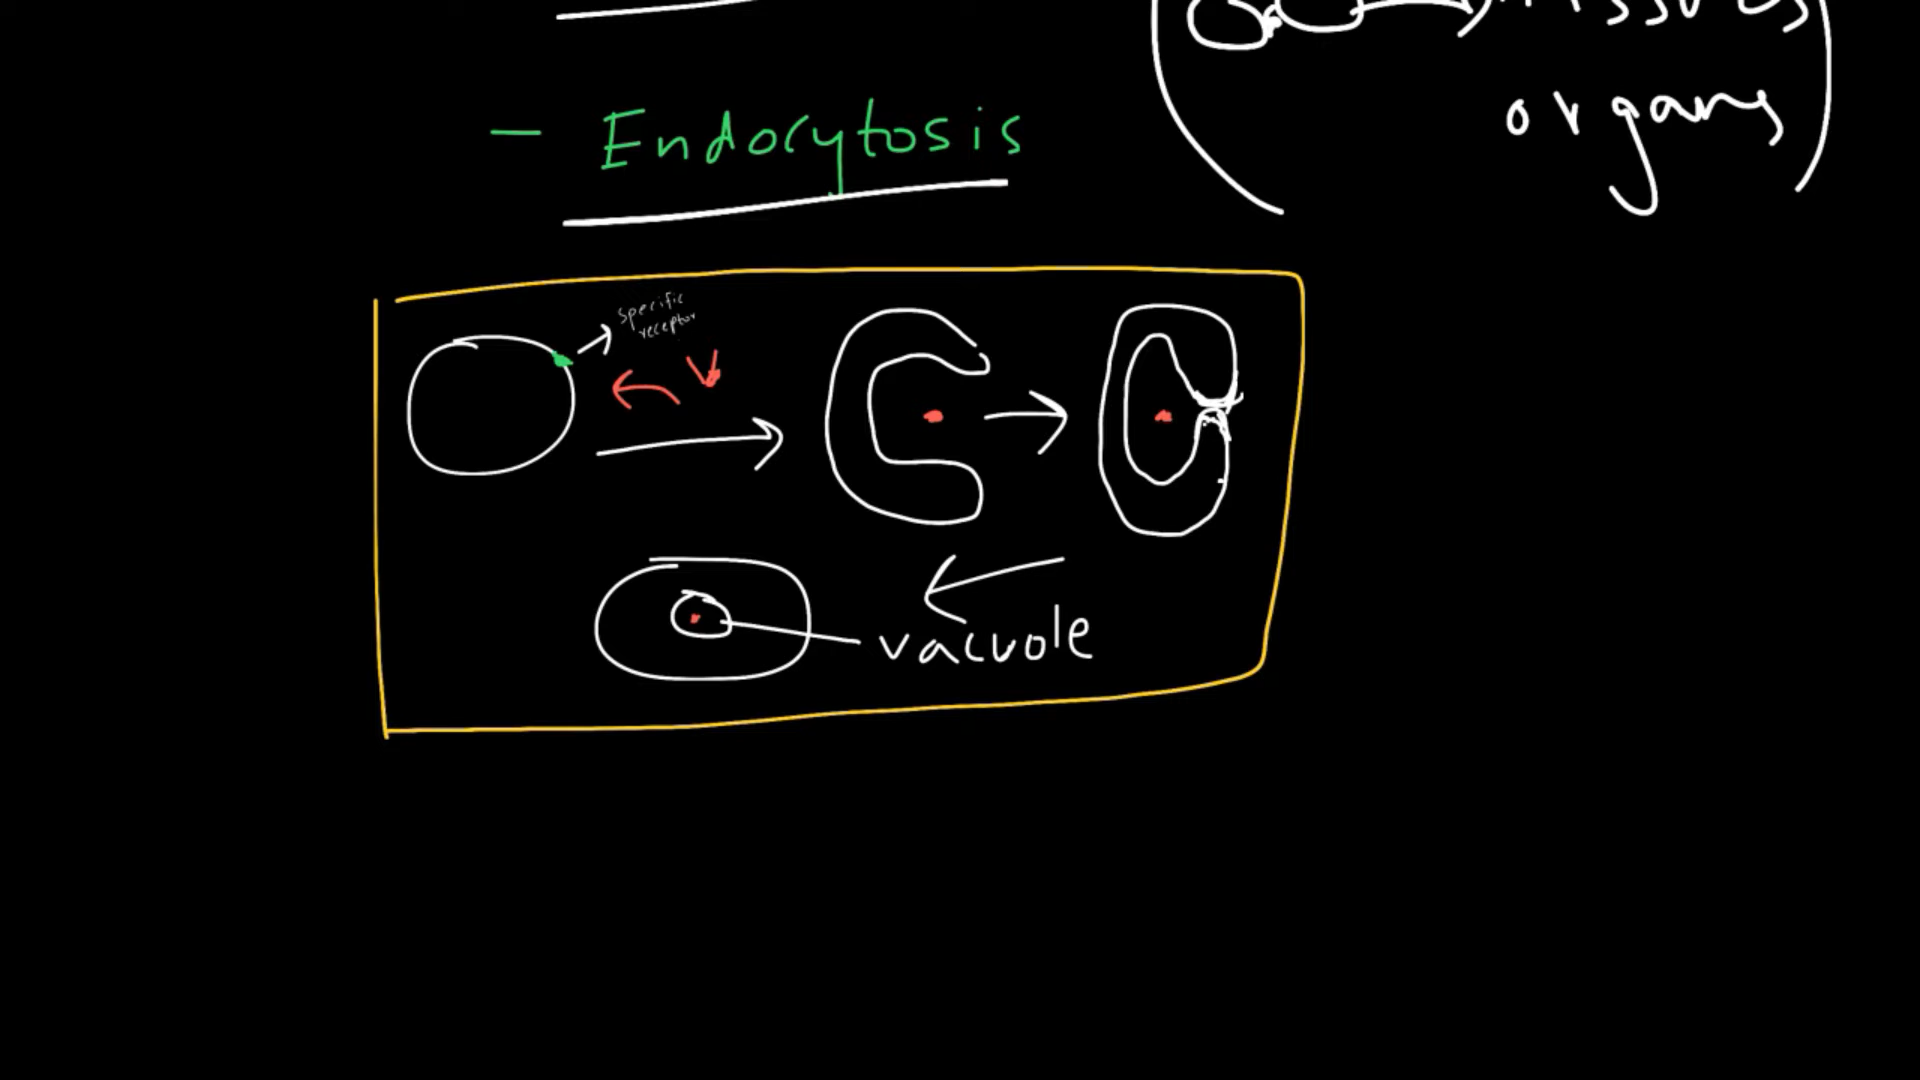 organs
- Endocytosis
specific
receptor
vacuole